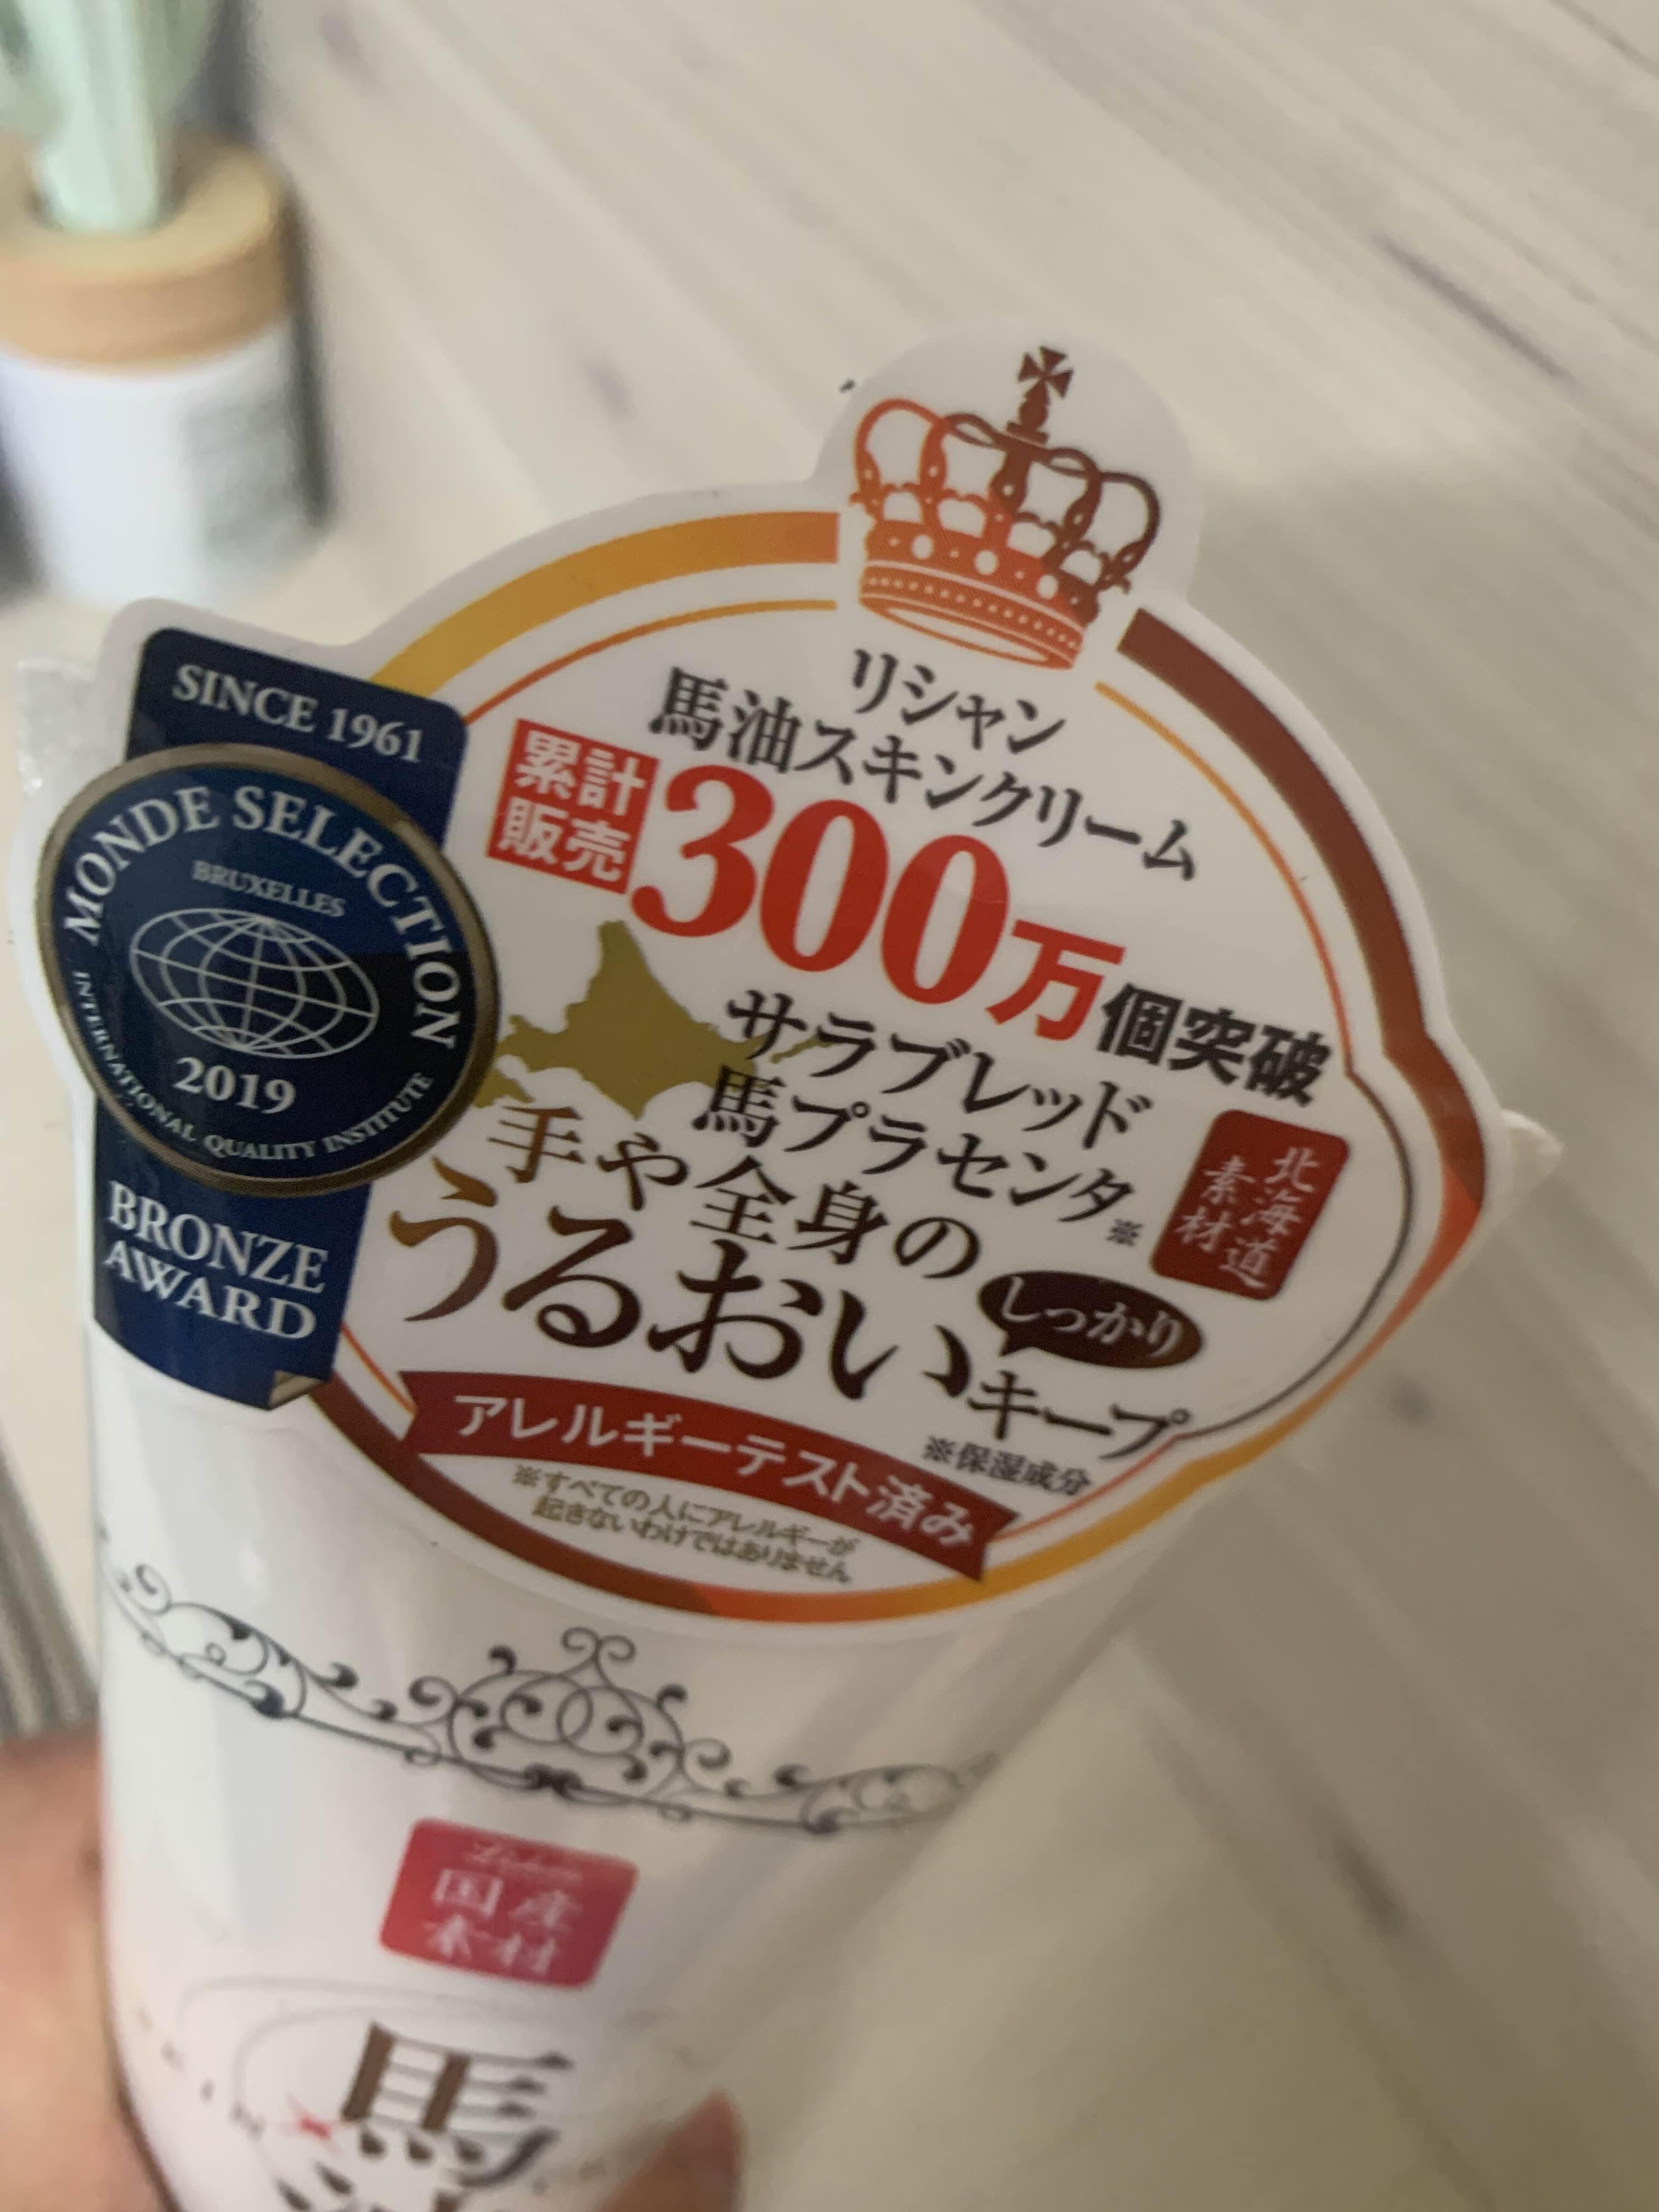 リシャン
馬油スキンクリーム
累計
販売
300万個突破
サラブレッド
馬プラセンタ※
北海道
素材
手や全身の
うるおい
しっかり
キープ
※保湿成分
アレルギーテスト済み
※すべての人にアレルギーが
起きないわけではありません
SINCE 1961
MONDE SELECTION
BRUXELLES
2019
INTERNATIONAL QUALITY INSTITUTE
BRONZE
AWARD
国産
素材
馬